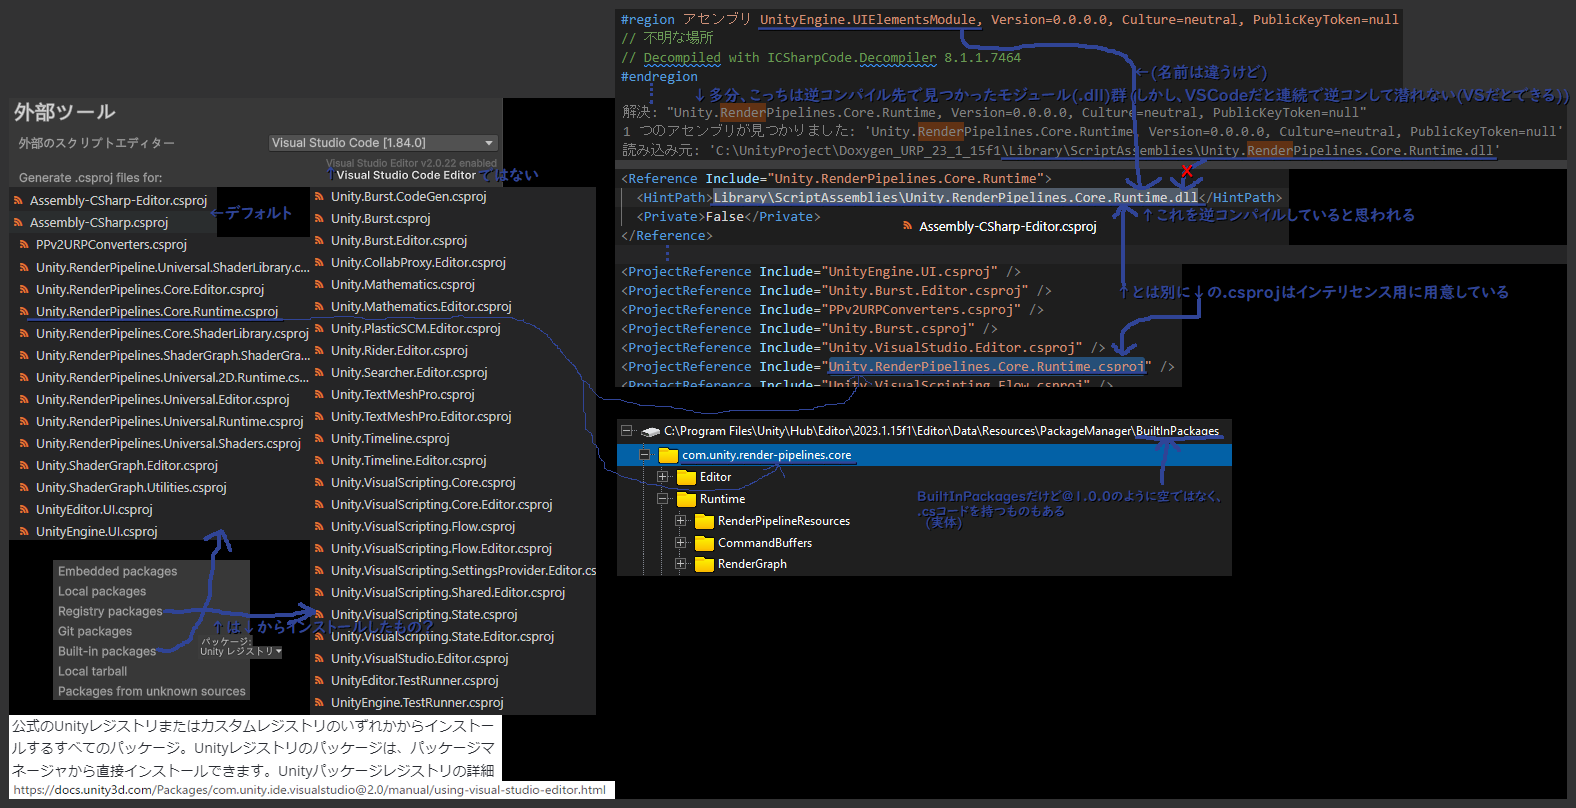 外部ツール
外部のスクリプトエディター
Visual Studio Code [1.84.0]
Visual Studio Editor v2.0.22 enabled
↑Visual Studio Code Editor ではない
Generate .csproj files for:
Assembly-CSharp-Editor.csproj
Assembly-CSharp.csproj
←デフォルト
PPv2URPConverters.csproj
Unity.RenderPipeline.Universal.ShaderLibrary.c...
Unity.RenderPipelines.Core.Editor.csproj
Unity.RenderPipelines.Core.Runtime.csproj
Unity.RenderPipelines.Core.ShaderLibrary.csproj
Unity.RenderPipelines.ShaderGraph.ShaderGra...
Unity.RenderPipelines.Universal.2D.Runtime.cs...
Unity.RenderPipelines.Universal.Editor.csproj
Unity.RenderPipelines.Universal.Runtime.csproj
Unity.RenderPipelines.Universal.Shaders.csproj
Unity.ShaderGraph.Editor.csproj
Unity.ShaderGraph.Utilities.csproj
UnityEditor.UI.csproj
UnityEngine.UI.csproj
Unity.Burst.CodeGen.csproj
Unity.Burst.csproj
Unity.Burst.Editor.csproj
Unity.CollabProxy.Editor.csproj
Unity.Mathematics.csproj
Unity.Mathematics.Editor.csproj
Unity.PlasticSCM.Editor.csproj
Unity.Rider.Editor.csproj
Unity.Searcher.Editor.csproj
Unity.TextMeshPro.csproj
Unity.TextMeshPro.Editor.csproj
Unity.Timeline.csproj
Unity.Timeline.Editor.csproj
Unity.VisualScripting.Core.csproj
Unity.VisualScripting.Core.Editor.csproj
Unity.VisualScripting.Flow.csproj
Unity.VisualScripting.Flow.Editor.csproj
Unity.VisualScripting.SettingsProvider.Editor.cs
Unity.VisualScripting.Shared.Editor.csproj
Unity.VisualScripting.State.csproj
Unity.VisualScripting.State.Editor.csproj
Unity.VisualStudio.Editor.csproj
UnityEditor.TestRunner.csproj
UnityEngine.TestRunner.csproj
Embedded packages
Local packages
Registry packages
Git packages
Built-in packages
Local tarball
Packages from unknown sources
↑は↓からインストールしたもの?
パッケージ:
Unity レジストリ▾
公式のUnityレジストリまたはカスタムレジストリのいずれかからインストー
ルするすべてのパッケージ。Unityレジストリのパッケージは、パッケージマ
ネージャから直接インストールできます。Unityパッケージレジストリの詳細
https://docs.unity3d.com/Packages/com.unity.ide.visualstudio@2.0/manual/using-visual-studio-editor.html
#region アセンブリ UnityEngine.UIElementsModule, Version=0.0.0.0, Culture=neutral, PublicKeyToken=null
// 不明な場所
// Decompiled with ICSharpCode.Decompiler 8.1.1.7464
#endregion
←(名前は違うけど)
↓多分、こっちは逆コンパイル先で見つかったモジュール(.dll)群 (しかし、VSCodeだと連続で逆コンして潜れない(VSだとできる))
解決: "Unity.RenderPipelines.Core.Runtime, Version=0.0.0.0, Culture=neutral, PublicKeyToken=null"
1 つのアセンブリが見つかりました: 'Unity.RenderPipelines.Core.Runtime, Version=0.0.0.0, Culture=neutral, PublicKeyToken=null'
読み込み元: 'C:\UnityProject\Doxygen_URP_23_1_15f1\Library\ScriptAssemblies\Unity.RenderPipelines.Core.Runtime.dll'
<Reference Include="Unity.RenderPipelines.Core.Runtime">
<HintPath>Library\ScriptAssemblies\Unity.RenderPipelines.Core.Runtime.dll</HintPath>
<Private>False</Private>
</Reference>
↑これを逆コンパイルしていると思われる
Assembly-CSharp-Editor.csproj
<ProjectReference Include="UnityEngine.UI.csproj" />
<ProjectReference Include="Unity.Burst.Editor.csproj" />
<ProjectReference Include="PPv2URPConverters.csproj" />
<ProjectReference Include="Unity.Burst.csproj" />
<ProjectReference Include="Unity.VisualStudio.Editor.csproj" />
<ProjectReference Include="Unity.RenderPipelines.Core.Runtime.csproj" />
<ProjectReference Include="Unity.VisualScripting.Flow.csproj" />
↑とは別に↓の.csprojはインテリセンス用に用意している
C:\Program Files\Unity\Hub\Editor\2023.1.15f1\Editor\Data\Resources\PackageManager\BuiltInPackages
com.unity.render-pipelines.core
Editor
Runtime
RenderPipelineResources
CommandBuffers
RenderGraph
BuiltInPackagesだけど@1.0.0のように空ではなく、
.csコードを持つものもある
(実体)